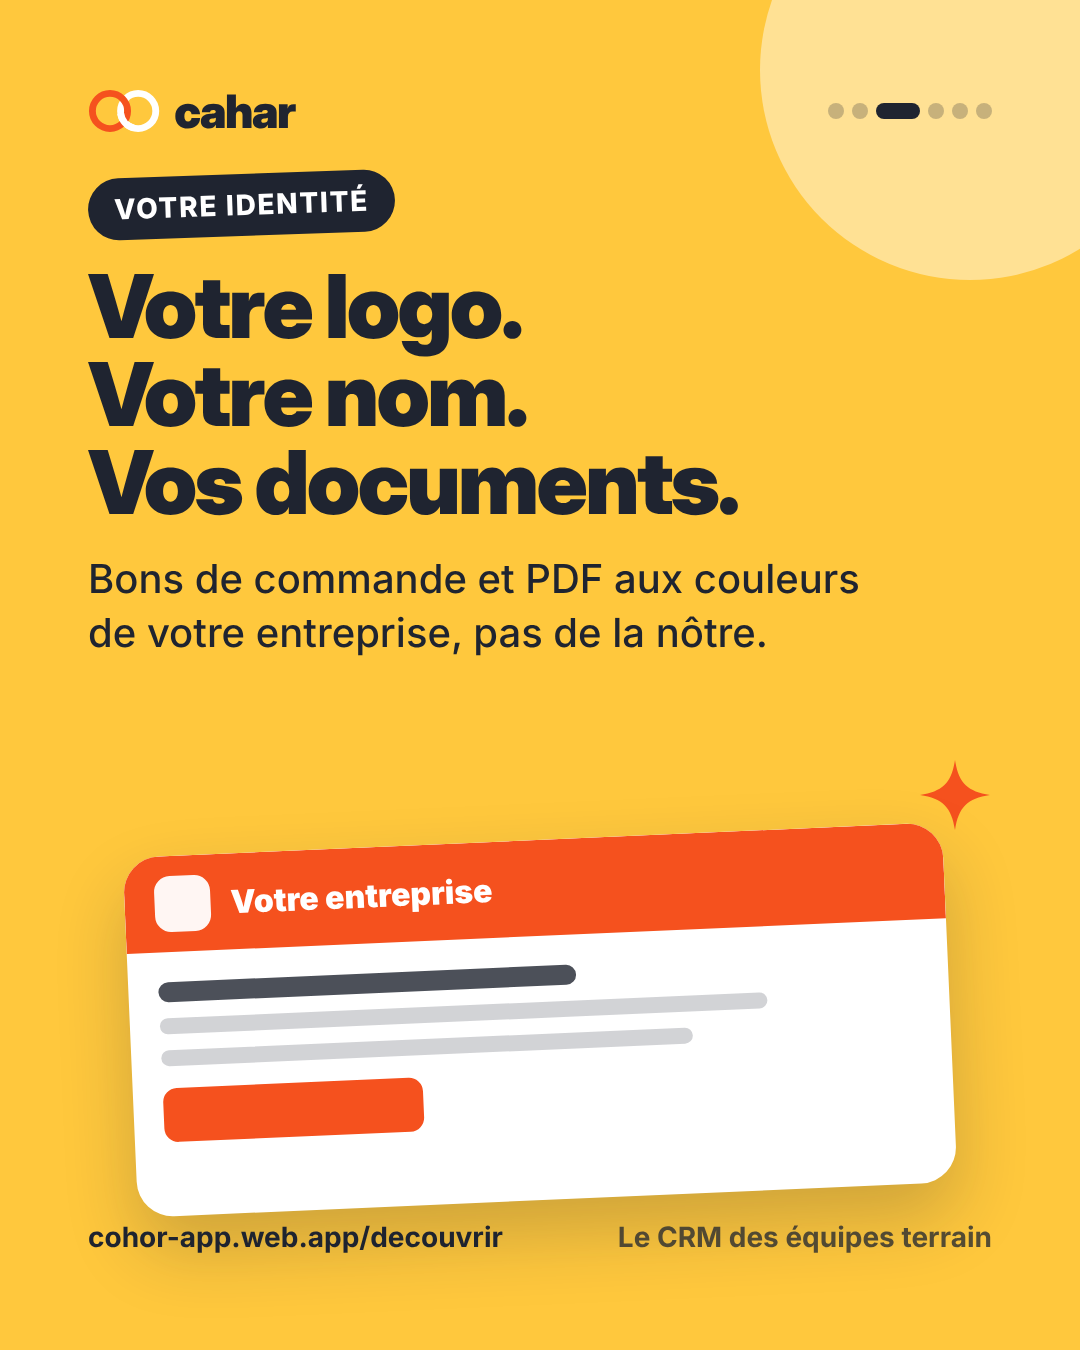 cahar
VOTRE IDENTITÉ
Votre logo.
Votre nom.
Vos documents.
Bons de commande et PDF aux couleurs
de votre entreprise, pas de la nôtre.
Votre entreprise
cohor-app.web.app/decouvrir
Le CRM des équipes terrain